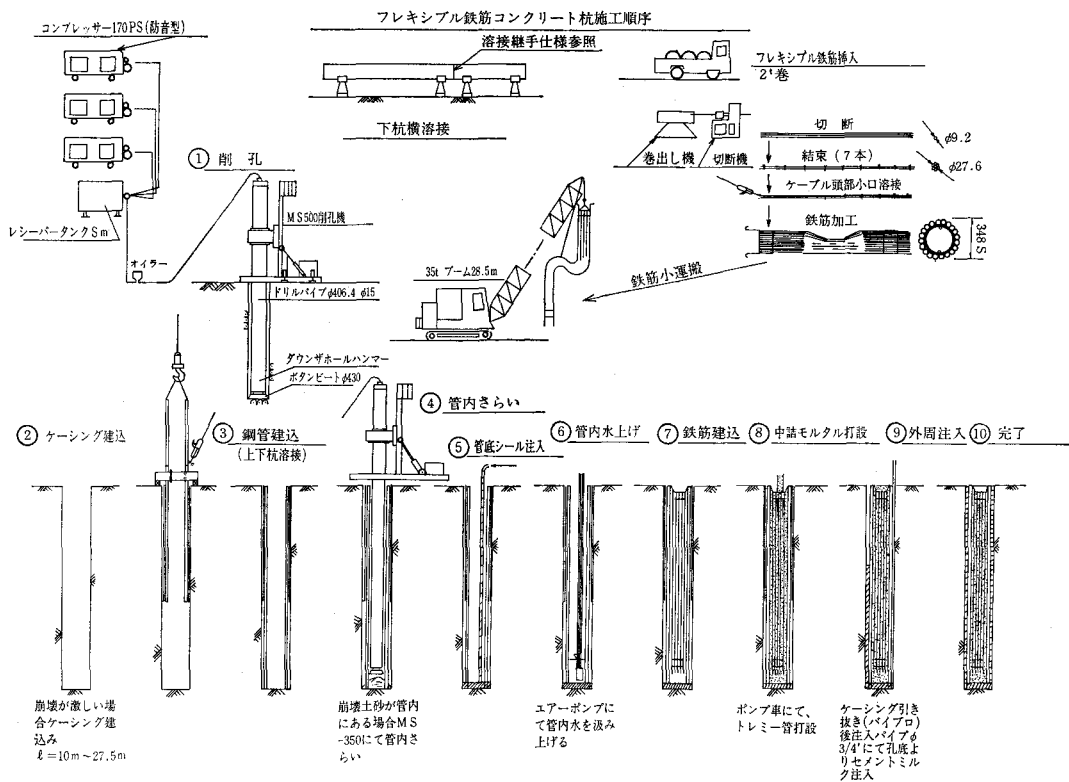 フレキシブル鉄筋コンクリート杭施工順序
コンプレッサー170PS(防音型)
溶接継手仕様参照
フレキシブル鉄筋挿入
2t巻
下杭横溶接
巻出し機
切断機
切断
φ9.2
結束(7本)
φ27.6
ケーブル頭部小口溶接
鉄筋加工
348S
鉄筋小運搬
① 削孔
MS500削孔機
レシーバータンクSm
オイラー
35t ブーム28.5m
ドリルパイプφ406.4 φ15
ダウンザホールハンマー
ボタンビートφ430
② ケーシング建込
③ 鋼管建込
(上下杭溶接)
④ 管内さらい
⑤ 管底シール注入
⑥ 管内水上げ
⑦ 鉄筋建込
⑧ 中詰モルタル打設
⑨ 外周注入
⑩ 完了
崩壊が激しい場
合ケーシング建
込み
ℓ=10m~27.5m
崩壊土砂が管内
にある場合MS
-350にて管内さ
らい
エアーポンプに
て管内水を汲み
上げる
ポンプ車にて、
トレミー管打設
ケーシング引き
抜き(バイブロ)
後注入パイプφ
3/4'にて孔底よ
りセメントミル
ク注入